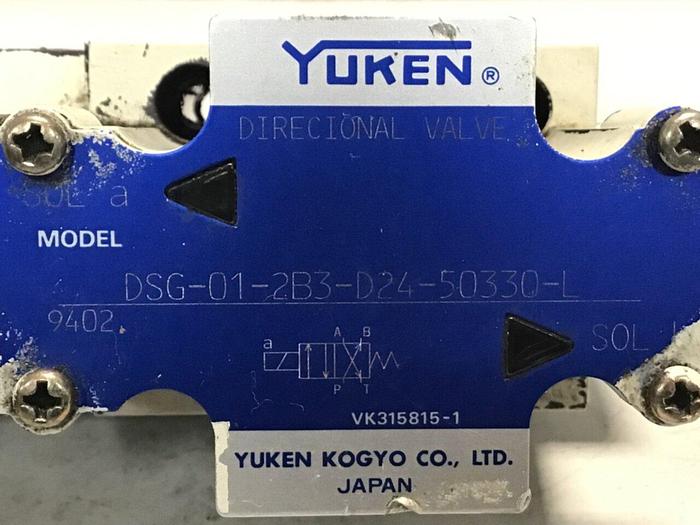 YUKEN ®
DIRECIONAL VALVE
SOL a
MODEL
DSG-01-2B3-D24-50330-L
9402
A B
a
SOL
P T
VK315815-1
YUKEN KOGYO CO., LTD.
JAPAN